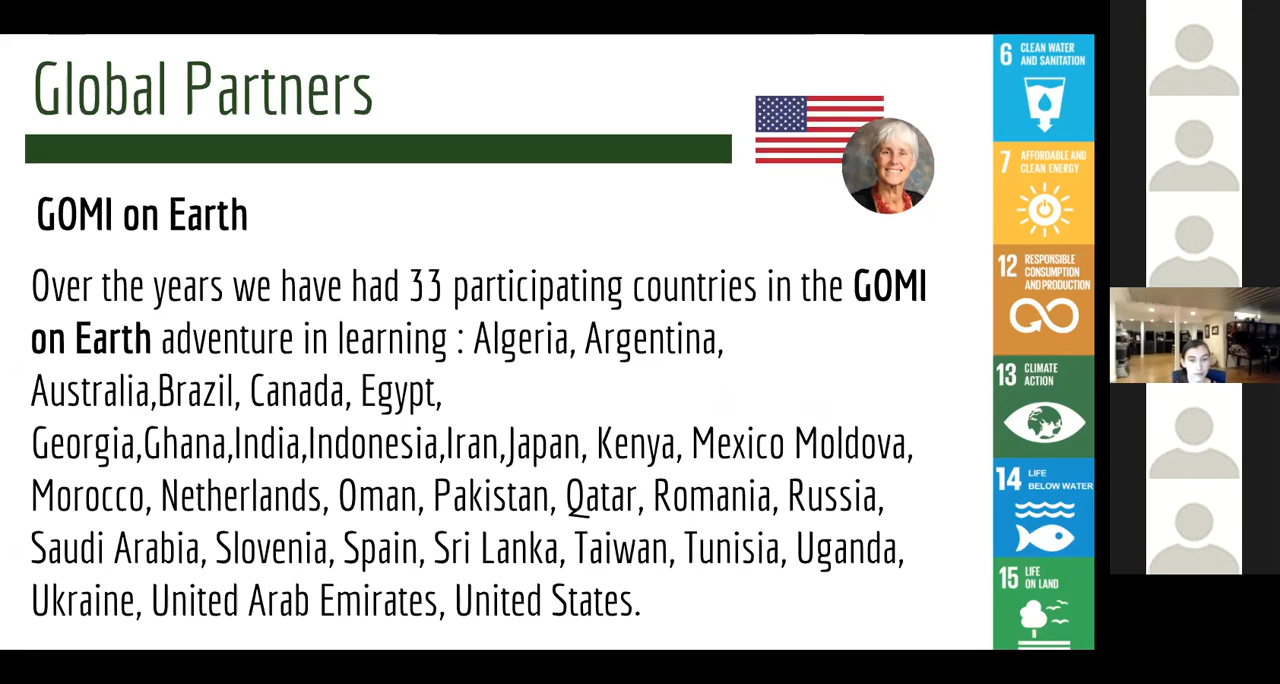 Global Partners
GOMI on Earth
Over the years we have had 33 participating countries in the GOMI
on Earth adventure in learning : Algeria, Argentina,
Australia,Brazil, Canada, Egypt,
Georgia,Ghana,India,Indonesia,Iran,Japan, Kenya, Mexico Moldova,
Morocco, Netherlands, Oman, Pakistan, Qatar, Romania, Russia,
Saudi Arabia, Slovenia, Spain, Sri Lanka, Taiwan, Tunisia, Uganda,
Ukraine, United Arab Emirates, United States.
6 CLEAN WATER
AND SANITATION
7 AFFORDABLE AND
CLEAN ENERGY
12 RESPONSIBLE
CONSUMPTION
AND PRODUCTION
13 CLIMATE
ACTION
14 LIFE
BELOW WATER
15 LIFE
ON LAND